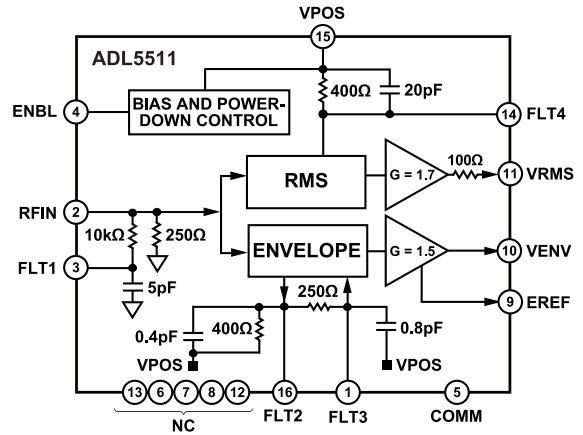 VPOS
15
ADL5511
ENBL
4
BIAS AND POWER-
DOWN CONTROL
400Ω
20pF
14
FLT4
RMS
G = 1.7
100Ω
11
VRMS
RFIN
2
10kΩ
250Ω
FLT1
3
5pF
ENVELOPE
G = 1.5
10
VENV
9
EREF
250Ω
0.4pF
400Ω
0.8pF
VPOS
VPOS
13
6
7
8
12
16
1
5
NC
FLT2
FLT3
COMM